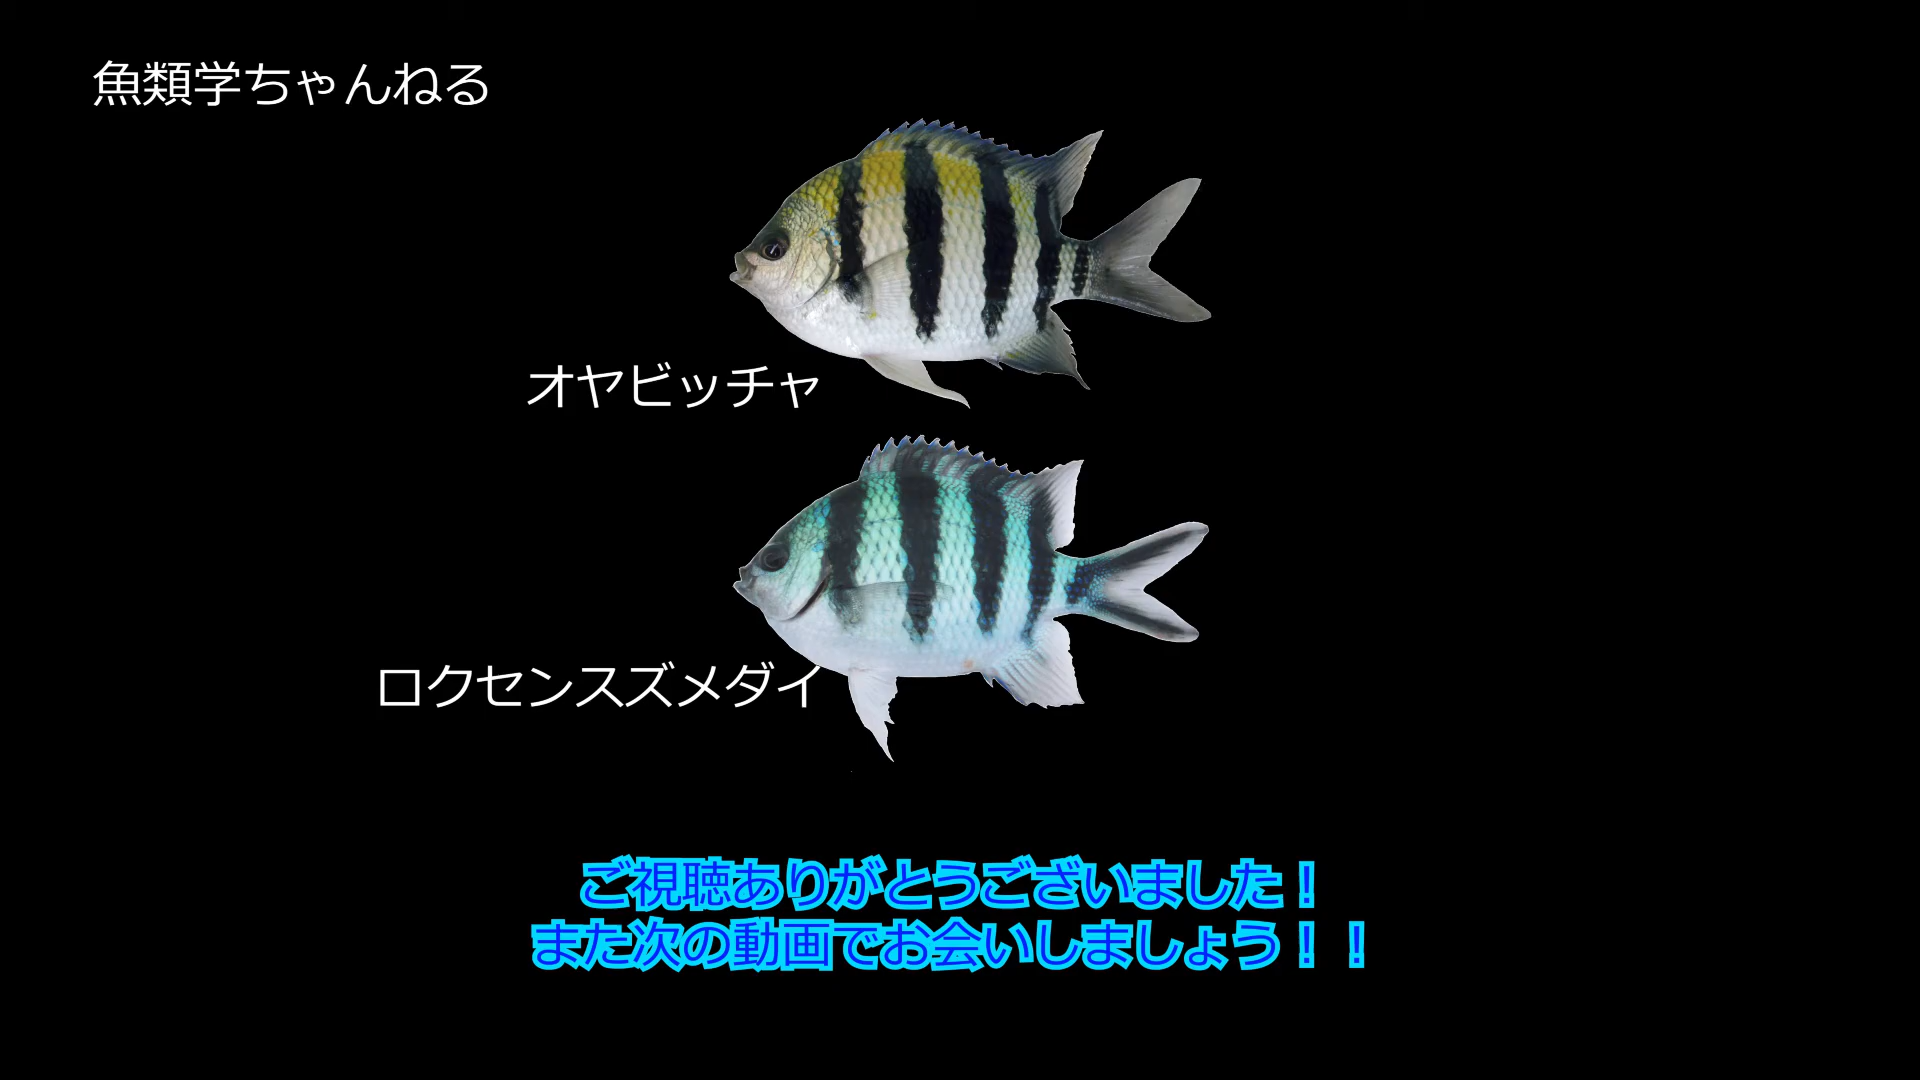 魚類学ちゃんねる
オヤビッチャ
ロクセンスズメダイ
ご視聴ありがとうございました！
また次の動画でお会いしましょう！！